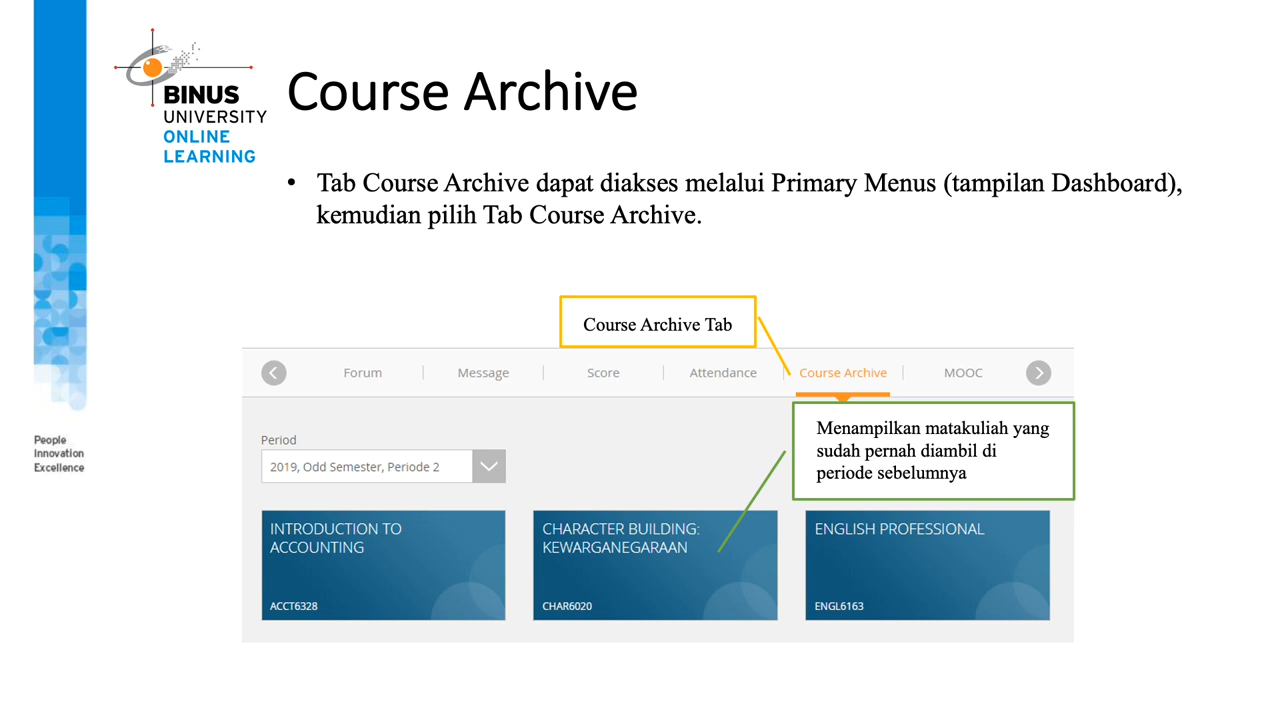 BINUS
UNIVERSITY
ONLINE
LEARNING
Course Archive
• Tab Course Archive dapat diakses melalui Primary Menus (tampilan Dashboard),
kemudian pilih Tab Course Archive.
Course Archive Tab
Forum
Message
Score
Attendance
Course Archive
MOOC
Menampilkan matakuliah yang
sudah pernah diambil di
periode sebelumnya
Period
2019, Odd Semester, Periode 2
INTRODUCTION TO
ACCOUNTING
ACCT6328
CHARACTER BUILDING:
KEWARGANEGARAAN
CHAR6020
ENGLISH PROFESSIONAL
ENGL6163
People
Innovation
Excellence